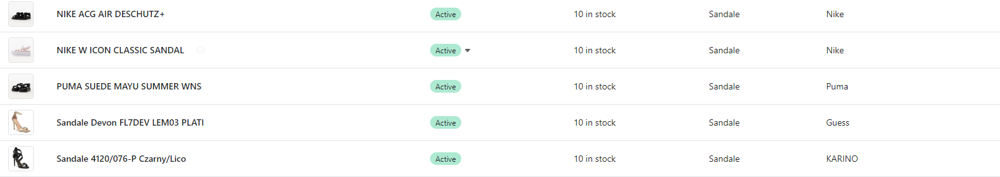 NIKE ACG AIR DESCHUTZ+ Active 10 in stock Sandale Nike
NIKE W ICON CLASSIC SANDAL Active 10 in stock Sandale Nike
PUMA SUEDE MAYU SUMMER WNS Active 10 in stock Sandale Puma
Sandale Devon FL7DEV LEM03 PLATI Active 10 in stock Sandale Guess
Sandale 4120/076-P Czarny/Lico Active 10 in stock Sandale KARINO